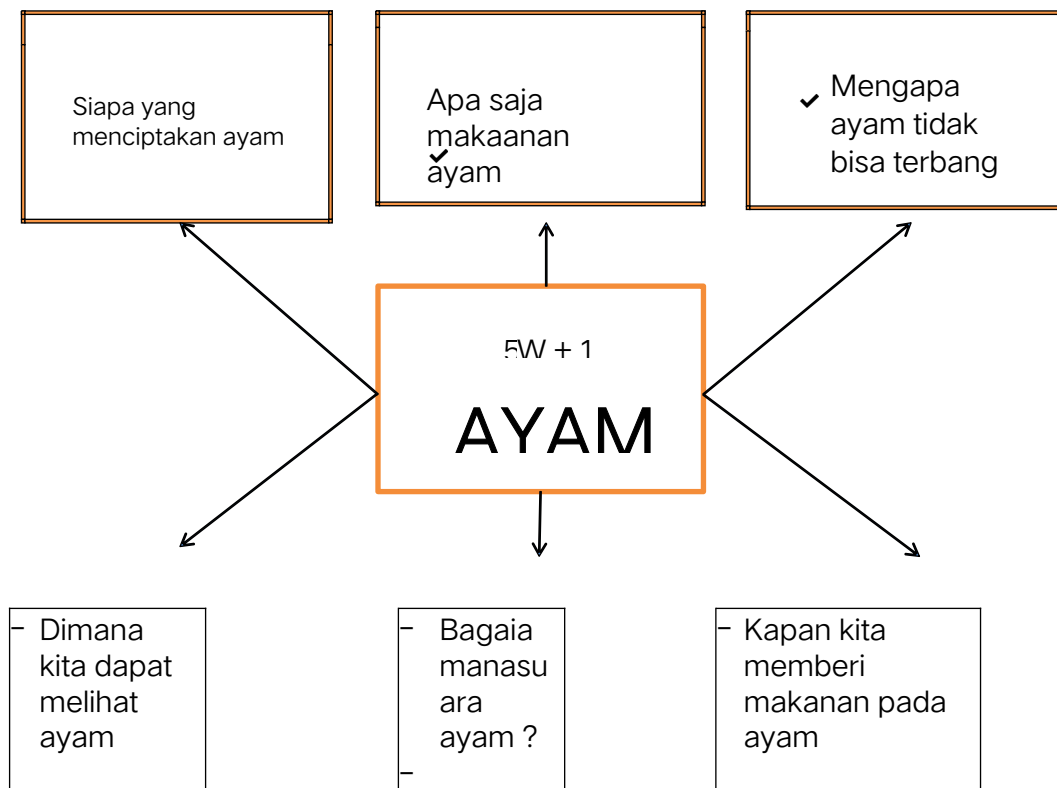 Siapa yang
menciptakan ayam
Apa saja
makaanan
ayam
Mengapa
ayam tidak
bisa terbang
5W + 1
AYAM
- Dimana
kita dapat
melihat
ayam
- Bagaia
manasu
ara
ayam ?
-
- Kapan kita
memberi
makanan pada
ayam